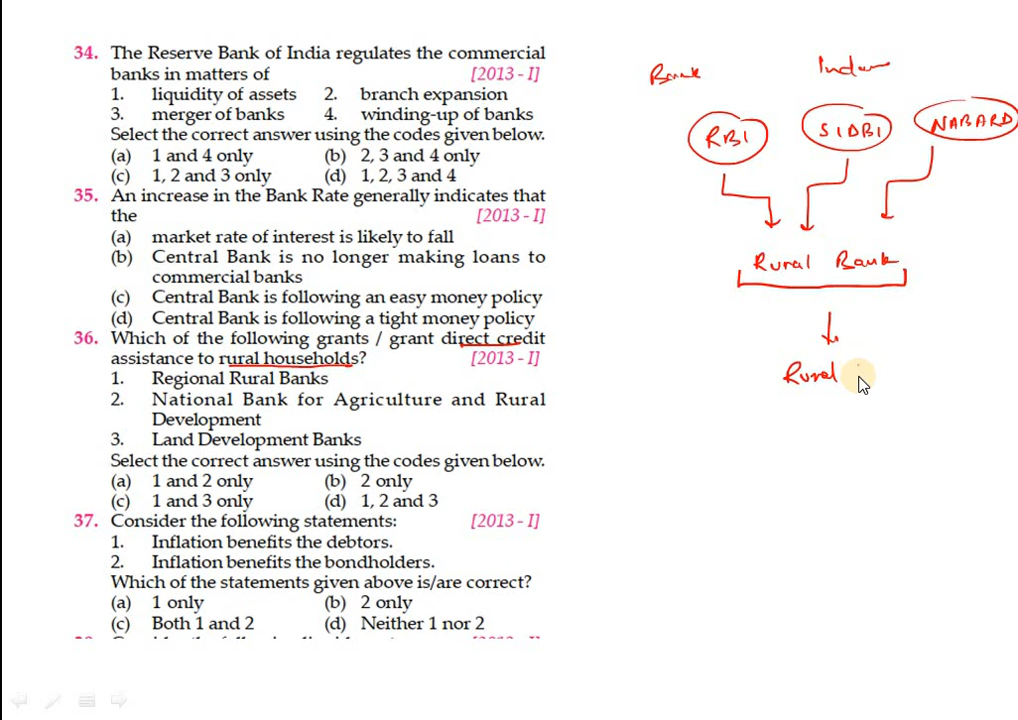 34. The Reserve Bank of India regulates the commercial
banks in matters of [2013 - I]
1. liquidity of assets 2. branch expansion
3. merger of banks 4. winding-up of banks
Select the correct answer using the codes given below.
(a) 1 and 4 only (b) 2, 3 and 4 only
(c) 1, 2 and 3 only (d) 1, 2, 3 and 4
35. An increase in the Bank Rate generally indicates that
the [2013 - I]
(a) market rate of interest is likely to fall
(b) Central Bank is no longer making loans to
commercial banks
(c) Central Bank is following an easy money policy
(d) Central Bank is following a tight money policy
36. Which of the following grants / grant direct credit
assistance to rural households? [2013 - I]
1. Regional Rural Banks
2. National Bank for Agriculture and Rural
Development
3. Land Development Banks
Select the correct answer using the codes given below.
(a) 1 and 2 only (b) 2 only
(c) 1 and 3 only (d) 1, 2 and 3
37. Consider the following statements: [2013 - I]
1. Inflation benefits the debtors.
2. Inflation benefits the bondholders.
Which of the statements given above is/are correct?
(a) 1 only (b) 2 only
(c) Both 1 and 2 (d) Neither 1 nor 2
Bank
RBI SIDBI NABARD
Rural Bank
Rural